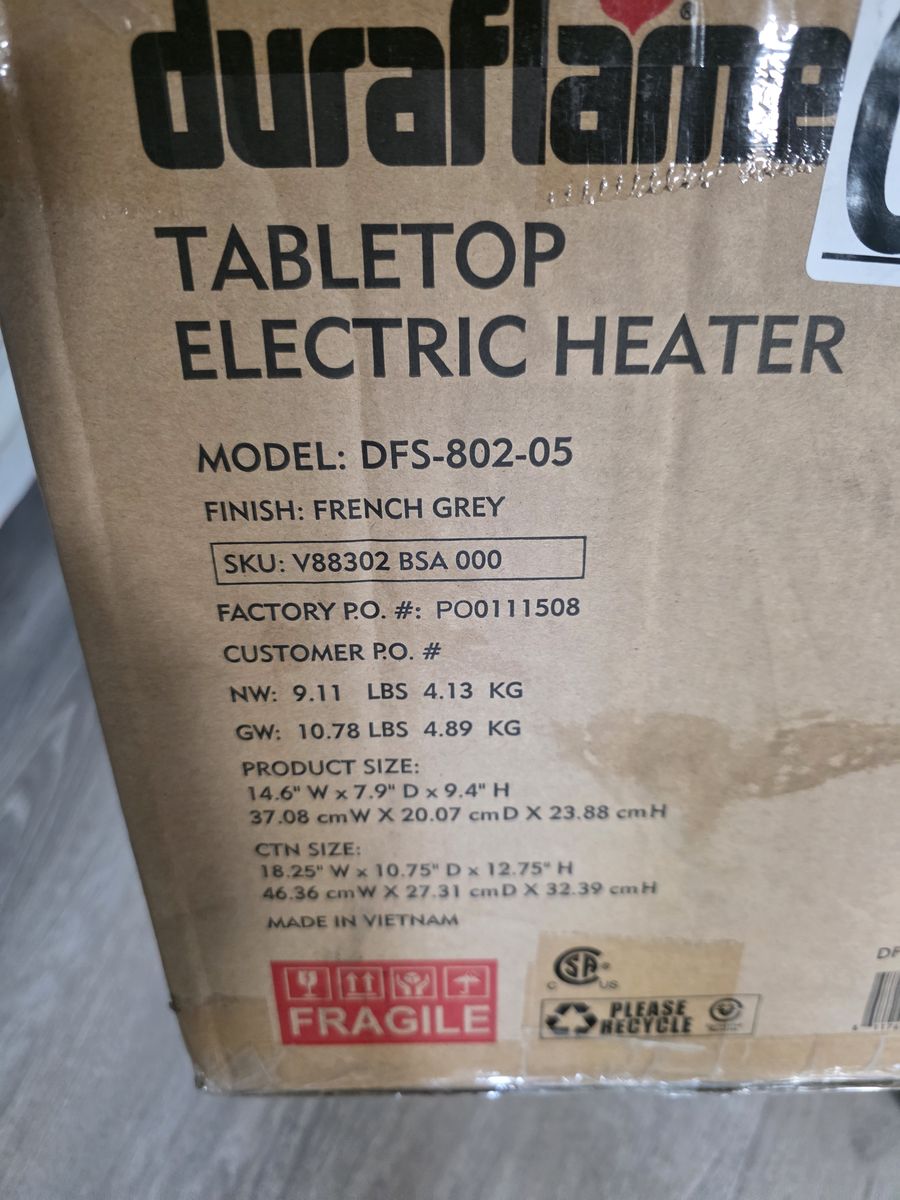 duraflame®
TABLETOP
ELECTRIC HEATER
MODEL: DFS-802-05
FINISH: FRENCH GREY
SKU: V88302 BSA 000
FACTORY P.O. #: PO0111508
CUSTOMER P.O. #
NW: 9.11 LBS 4.13 KG
GW: 10.78 LBS 4.89 KG
PRODUCT SIZE:
14.6" W x 7.9" D x 9.4" H
37.08 cmW X 20.07 cmD X 23.88 cmH
CTN SIZE:
18.25" W x 10.75" D x 12.75" H
46.36 cmW X 27.31 cmD X 32.39 cmH
MADE IN VIETNAM
FRAGILE
C SA® US
PLEASE
RECYCLE
DF